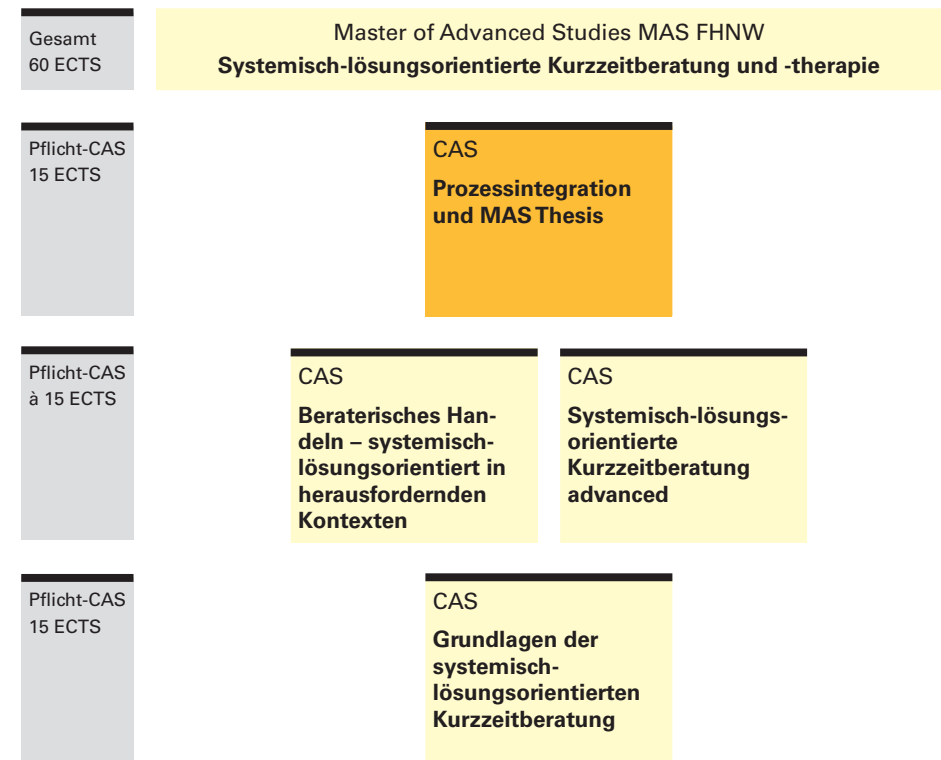 Gesamt
60 ECTS
Master of Advanced Studies MAS FHNW
Systemisch-lösungsorientierte Kurzzeitberatung und -therapie
Pflicht-CAS
15 ECTS
CAS
Prozessintegration
und MAS Thesis
Pflicht-CAS
à 15 ECTS
CAS
Beraterisches Han-
deln – systemisch-
lösungsorientiert in
herausfordernden
Kontexten
CAS
Systemisch-lösungs-
orientierte
Kurzzeitberatung
advanced
Pflicht-CAS
15 ECTS
CAS
Grundlagen der
systemisch-
lösungsorientierten
Kurzzeitberatung